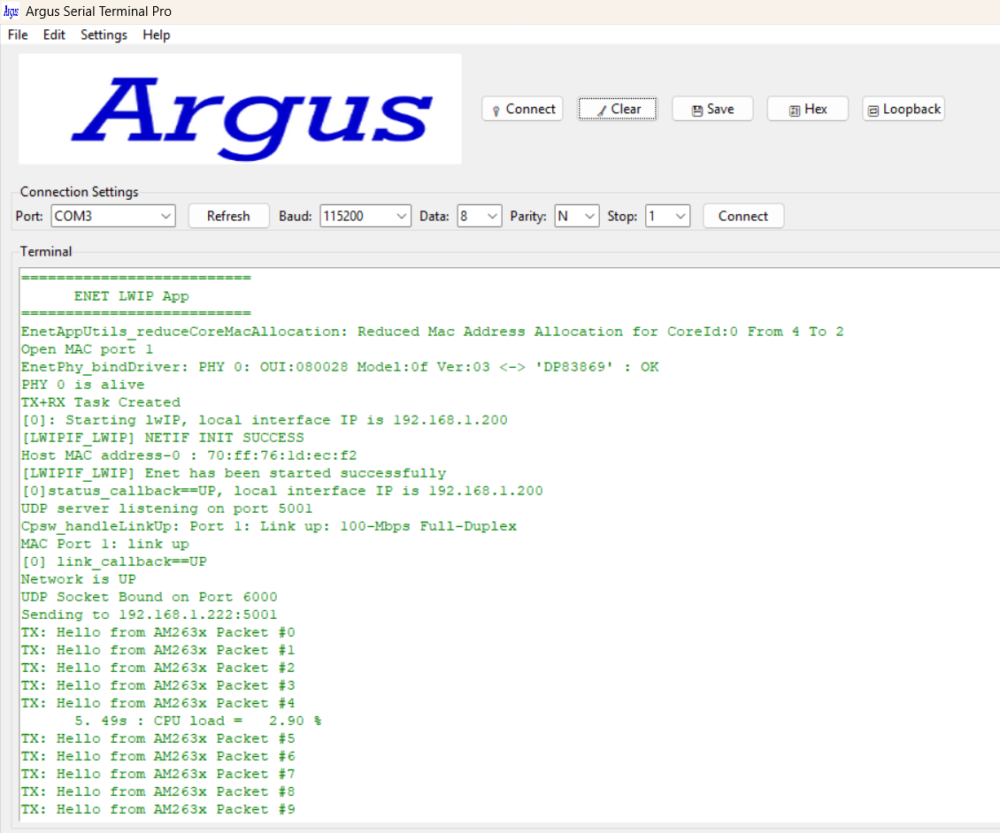 Argus Argus Serial Terminal Pro
File Edit Settings Help
Argus
Connect Clear Save Hex Loopback
Connection Settings
Port: COM3 Refresh Baud: 115200 Data: 8 Parity: N Stop: 1 Connect
Terminal
==========================
ENET LWIP App
==========================
EnetAppUtils_reduceCoreMacAllocation: Reduced Mac Address Allocation for CoreId:0 From 4 To 2
Open MAC port 1
EnetPhy_bindDriver: PHY 0: OUI:080028 Model:0f Ver:03 <-> 'DP83869' : OK
PHY 0 is alive
TX+RX Task Created
[0]: Starting lwIP, local interface IP is 192.168.1.200
[LWIPIF_LWIP] NETIF INIT SUCCESS
Host MAC address-0 : 70:ff:76:1d:ec:f2
[LWIPIF_LWIP] Enet has been started successfully
[0]status_callback==UP, local interface IP is 192.168.1.200
UDP server listening on port 5001
Cpsw_handleLinkUp: Port 1: Link up: 100-Mbps Full-Duplex
MAC Port 1: link up
[0] link_callback==UP
Network is UP
UDP Socket Bound on Port 6000
Sending to 192.168.1.222:5001
TX: Hello from AM263x Packet #0
TX: Hello from AM263x Packet #1
TX: Hello from AM263x Packet #2
TX: Hello from AM263x Packet #3
TX: Hello from AM263x Packet #4
5. 49s : CPU load = 2.90 %
TX: Hello from AM263x Packet #5
TX: Hello from AM263x Packet #6
TX: Hello from AM263x Packet #7
TX: Hello from AM263x Packet #8
TX: Hello from AM263x Packet #9